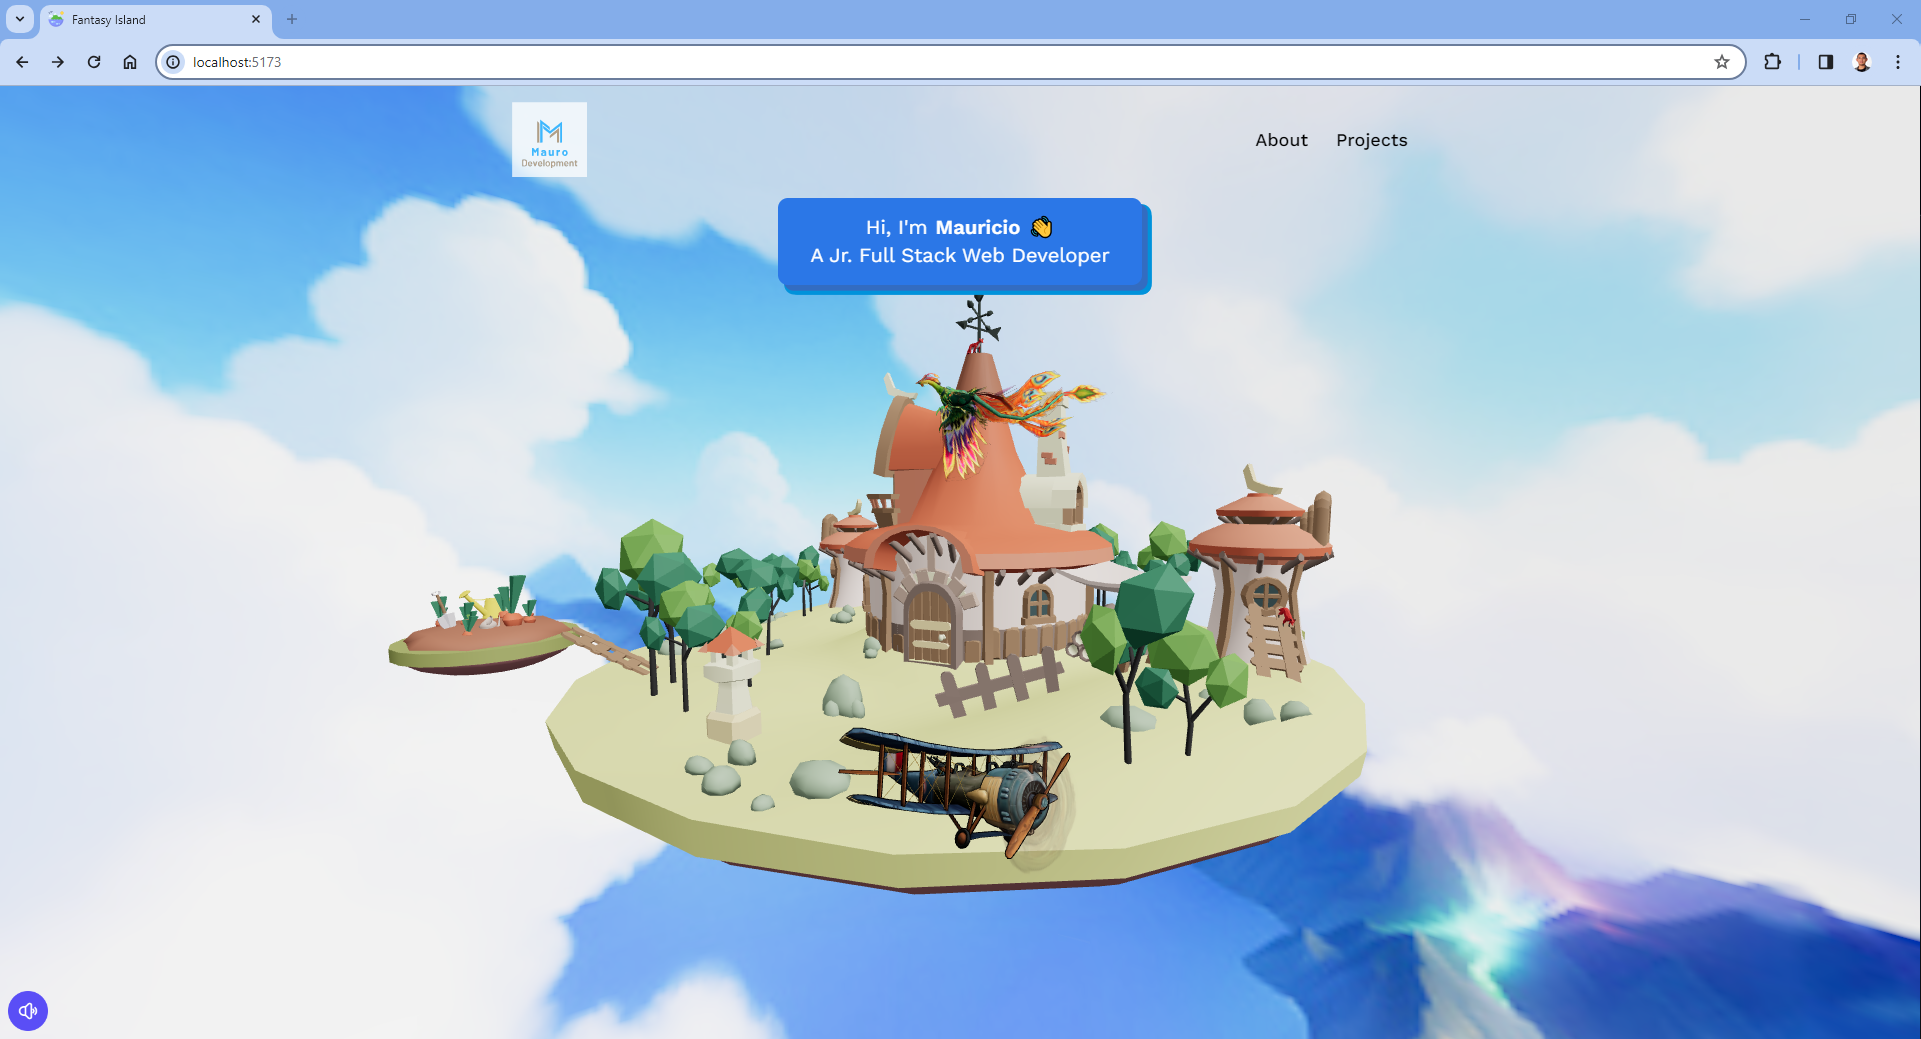 Fantasy Island
localhost:5173
M
Mauro
Development
About Projects
Hi, I'm Mauricio 👋
A Jr. Full Stack Web Developer